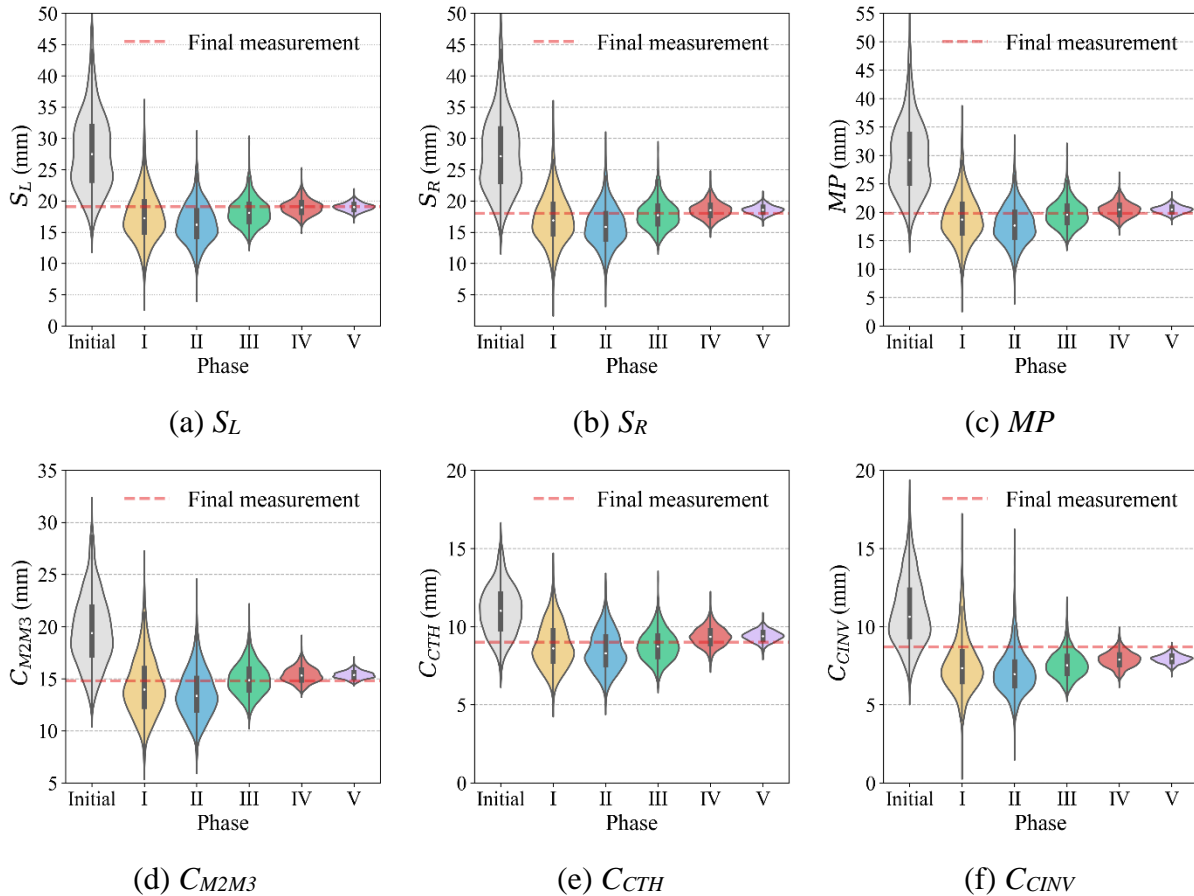 50
45
40
35
30
25
20
15
10
5
0
S_L (mm)
Final measurement
Initial I II III IV V
Phase
(a) S_L
50
45
40
35
30
25
20
15
10
5
S_R (mm)
Final measurement
Initial I II III IV V
Phase
(b) S_R
55
50
45
40
35
30
25
20
15
10
5
0
MP (mm)
Final measurement
Initial I II III IV V
Phase
(c) MP
35
30
25
20
15
10
5
C_M2M3 (mm)
Final measurement
Initial I II III IV V
Phase
(d) C_M2M3
20
15
10
5
0
C_CTH (mm)
Final measurement
Initial I II III IV V
Phase
(e) C_CTH
20
15
10
5
0
C_CINV (mm)
Final measurement
Initial I II III IV V
Phase
(f) C_CINV